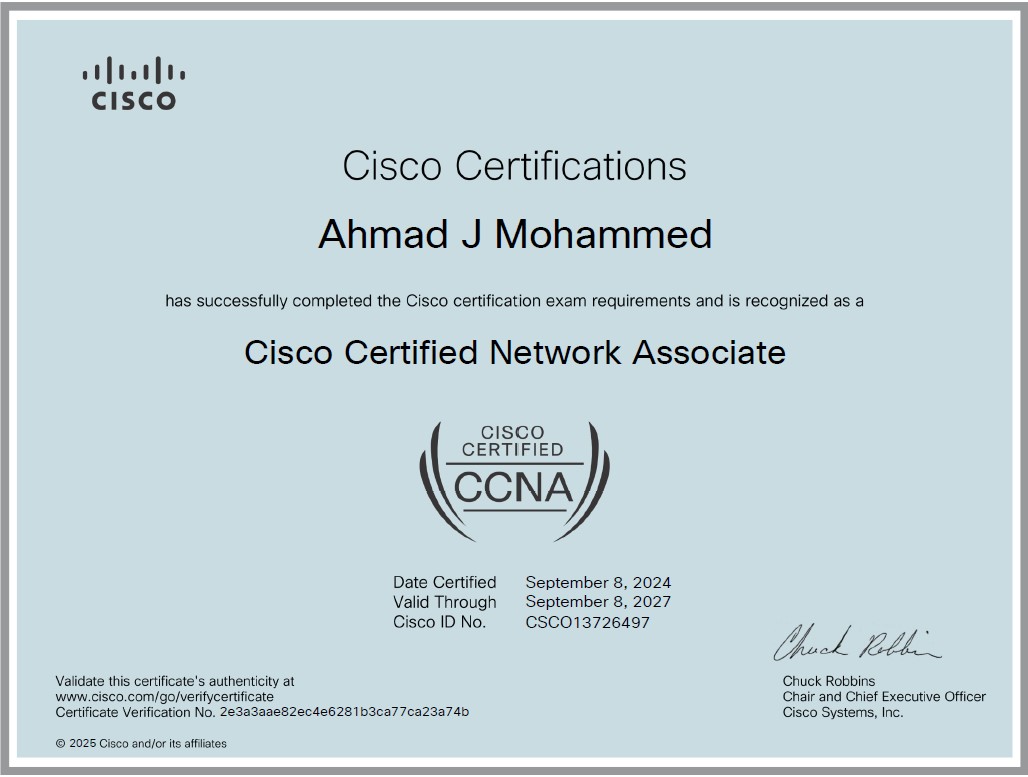 CISCO
Cisco Certifications
Ahmad J Mohammed
has successfully completed the Cisco certification exam requirements and is recognized as a
Cisco Certified Network Associate
CISCO
CERTIFIED
CCNA
Date Certified September 8, 2024
Valid Through September 8, 2027
Cisco ID No. CSCO13726497
Chuck Robbins
Validate this certificate's authenticity at
www.cisco.com/go/verifycertificate
Certificate Verification No. 2e3a3aae82ec4e6281b3ca77ca23a74b
Chuck Robbins
Chair and Chief Executive Officer
Cisco Systems, Inc.
© 2025 Cisco and/or its affiliates